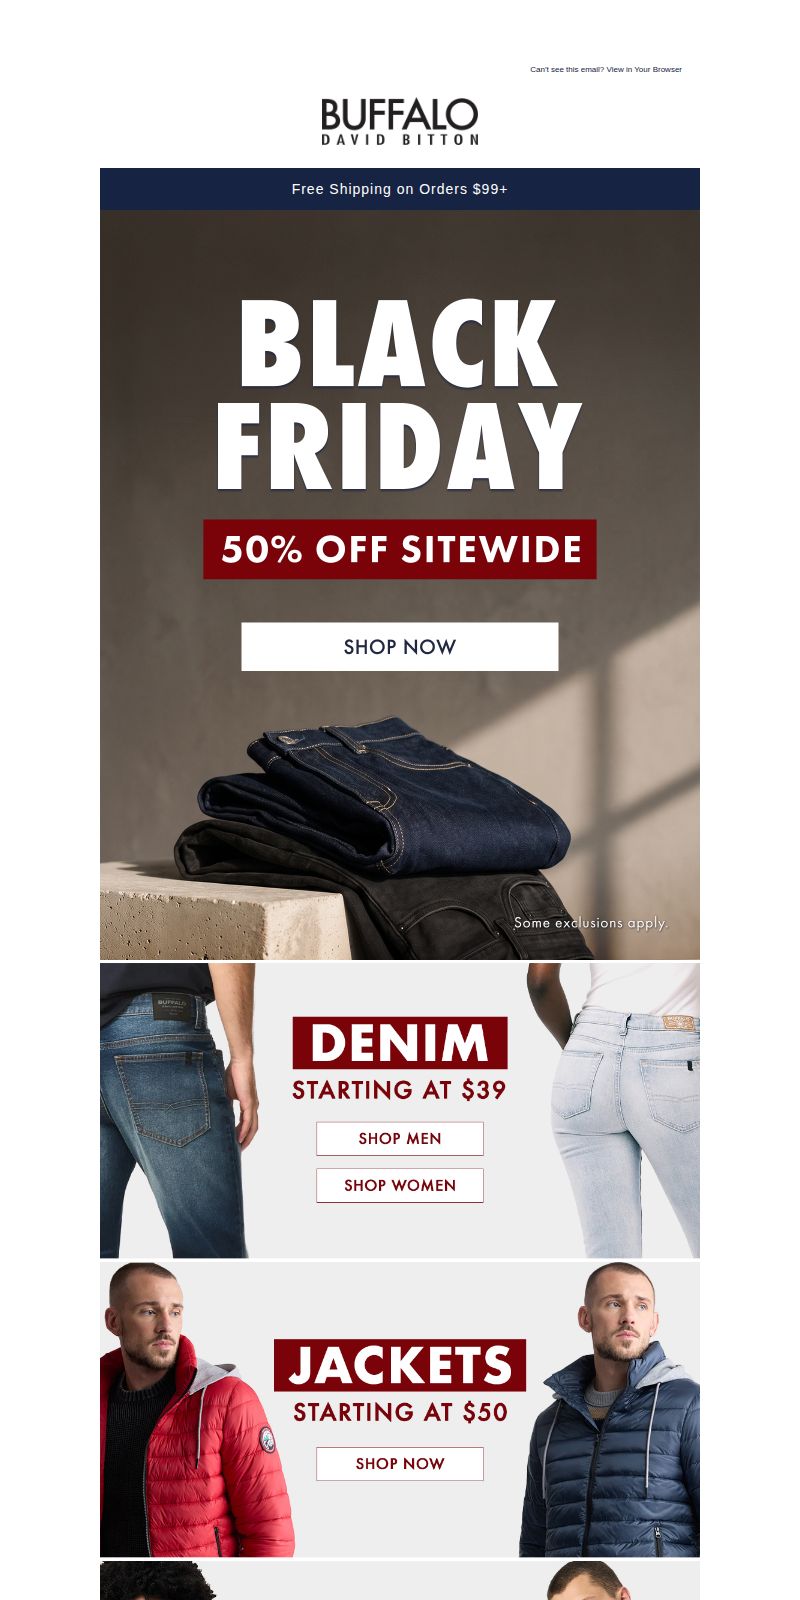 Can't see this email? View in Your Browser
BUFFALO
DAVID BITTON
Free Shipping on Orders $99+
BLACK
FRIDAY
50% OFF SITEWIDE
SHOP NOW
Some exclusions apply.
BUFFALO
DENIM
STARTING AT $39
SHOP MEN
SHOP WOMEN
JACKETS
STARTING AT $50
SHOP NOW